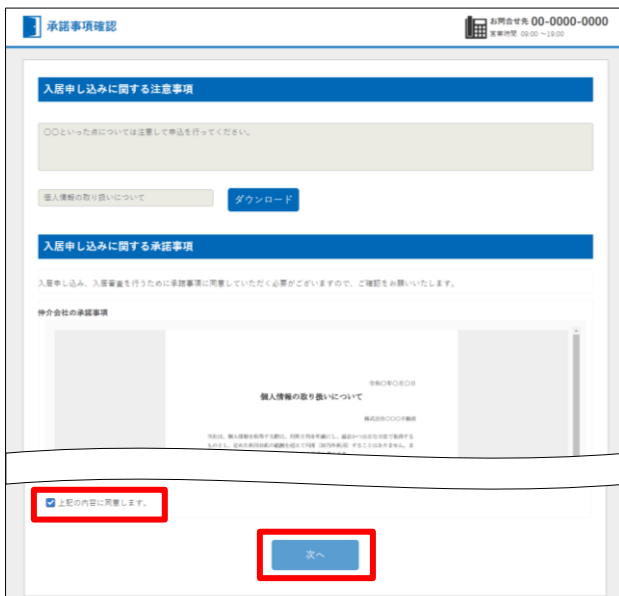 承諾事項確認
お問合せ先 00-0000-0000
営業時間 09:00～19:00
入居申し込みに関する注意事項
〇〇といった点については注意して申込を行ってください。
個人情報の取り扱いについて
ダウンロード
入居申し込みに関する承諾事項
入居申し込み、入居審査を行うために承諾事項に同意していただく必要がございますので、ご確認をお願いいたします。
仲介会社の承諾事項
令和〇年〇月〇日
個人情報の取り扱いについて
株式会社〇〇〇不動産
上記の内容に同意します。
次へ